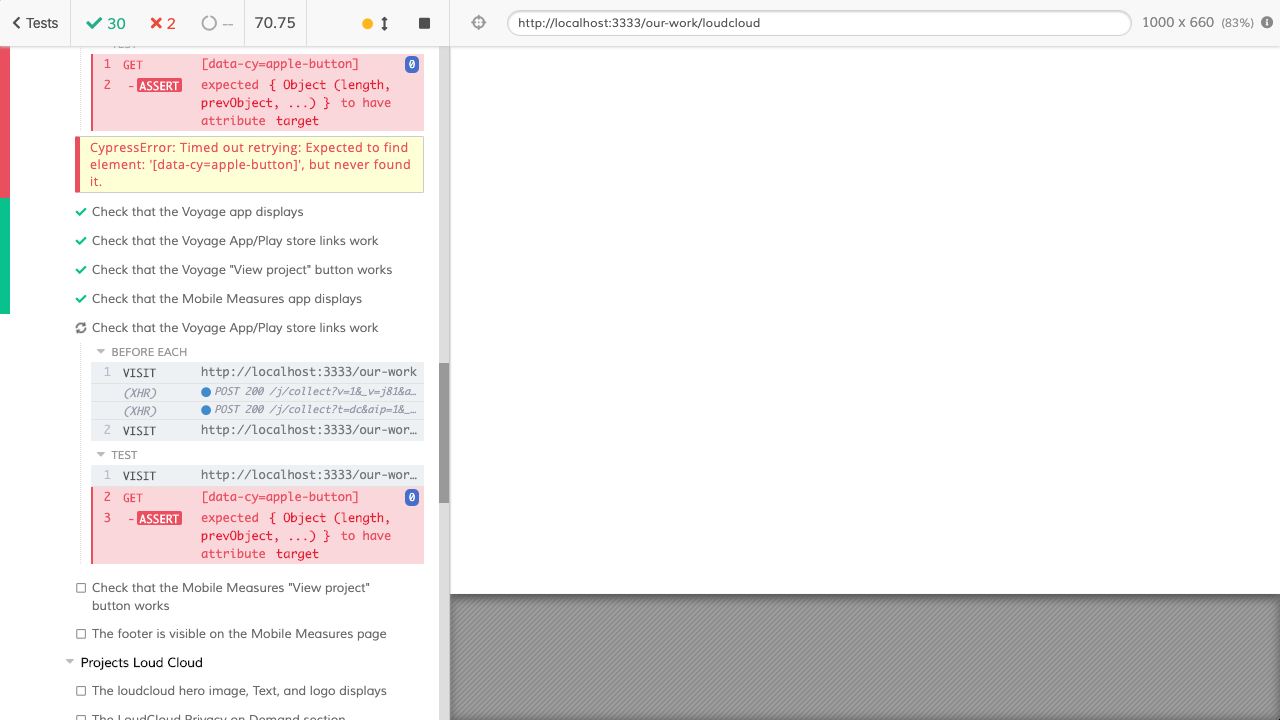 Tests
30
2
--
70.75
http://localhost:3333/our-work/loudcloud
1000 x 660 (83%)
TEST
1 GET [data-cy=apple-button] 0
2 -ASSERT expected { Object (length,
prevObject, ...) } to have
attribute target
CypressError: Timed out retrying: Expected to find
element: '[data-cy=apple-button]', but never found
it.
Check that the Voyage app displays
Check that the Voyage App/Play store links work
Check that the Voyage "View project" button works
Check that the Mobile Measures app displays
Check that the Voyage App/Play store links work
BEFORE EACH
1 VISIT http://localhost:3333/our-work
(XHR) POST 200 /j/collect?v=1&_v=j81&a…
(XHR) POST 200 /j/collect?t=dc&aip=1&_…
2 VISIT http://localhost:3333/our-wor…
TEST
1 VISIT http://localhost:3333/our-wor…
2 GET [data-cy=apple-button] 0
3 -ASSERT expected { Object (length,
prevObject, ...) } to have
attribute target
Check that the Mobile Measures "View project"
button works
The footer is visible on the Mobile Measures page
Projects Loud Cloud
The loudcloud hero image, Text, and logo displays
The LoudCloud Privacy on Demand section